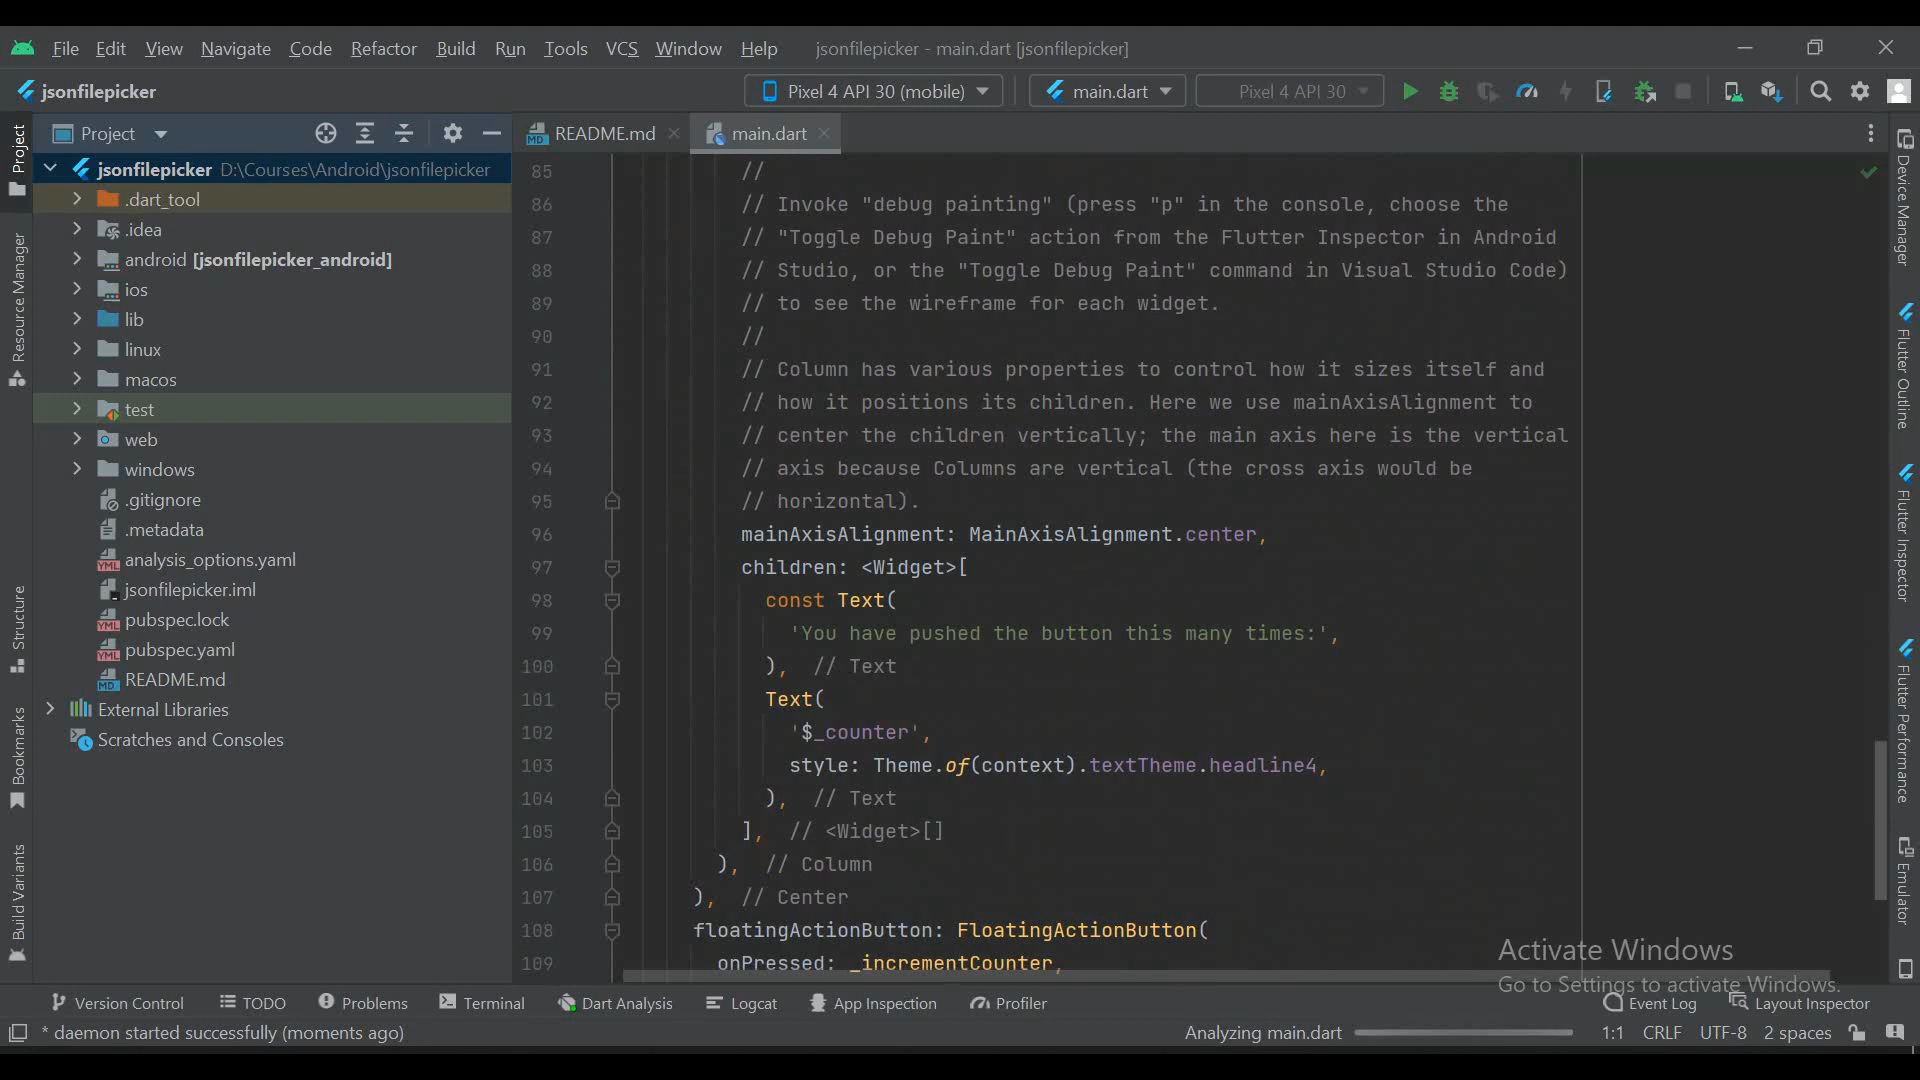 File Edit View Navigate Code Refactor Build Run Tools VCS Window Help jsonfilepicker - main.dart [jsonfilepicker]
jsonfilepicker Pixel 4 API 30 (mobile) main.dart Pixel 4 API 30
Project
README.md main.dart
Project
Resource Manager
Structure
Bookmarks
Build Variants
jsonfilepicker D:\Courses\Android\jsonfilepicker
.dart_tool
.idea
android [jsonfilepicker_android]
ios
lib
linux
macos
test
web
windows
.gitignore
.metadata
YML analysis_options.yaml
jsonfilepicker.iml
YML pubspec.lock
YML pubspec.yaml
MD README.md
External Libraries
Scratches and Consoles
85 //
86 // Invoke "debug painting" (press "p" in the console, choose the
87 // "Toggle Debug Paint" action from the Flutter Inspector in Android
88 // Studio, or the "Toggle Debug Paint" command in Visual Studio Code)
89 // to see the wireframe for each widget.
90 //
91 // Column has various properties to control how it sizes itself and
92 // how it positions its children. Here we use mainAxisAlignment to
93 // center the children vertically; the main axis here is the vertical
94 // axis because Columns are vertical (the cross axis would be
95 // horizontal).
96 mainAxisAlignment: MainAxisAlignment.center,
97 children: <Widget>[
98 const Text(
99 'You have pushed the button this many times:',
100 ), // Text
101 Text(
102 '$_counter',
103 style: Theme.of(context).textTheme.headline4,
104 ), // Text
105 ], // <Widget>[]
106 ), // Column
107 ), // Center
108 floatingActionButton: FloatingActionButton(
109 onPressed: _incrementCounter,
Device Manager
Flutter Outline
Flutter Inspector
Flutter Performance
Emulator
Activate Windows
Go to Settings to activate Windows.
Version Control TODO Problems Terminal Dart Analysis Logcat App Inspection Profiler Event Log Layout Inspector
* daemon started successfully (moments ago) Analyzing main.dart 1:1 CRLF UTF-8 2 spaces